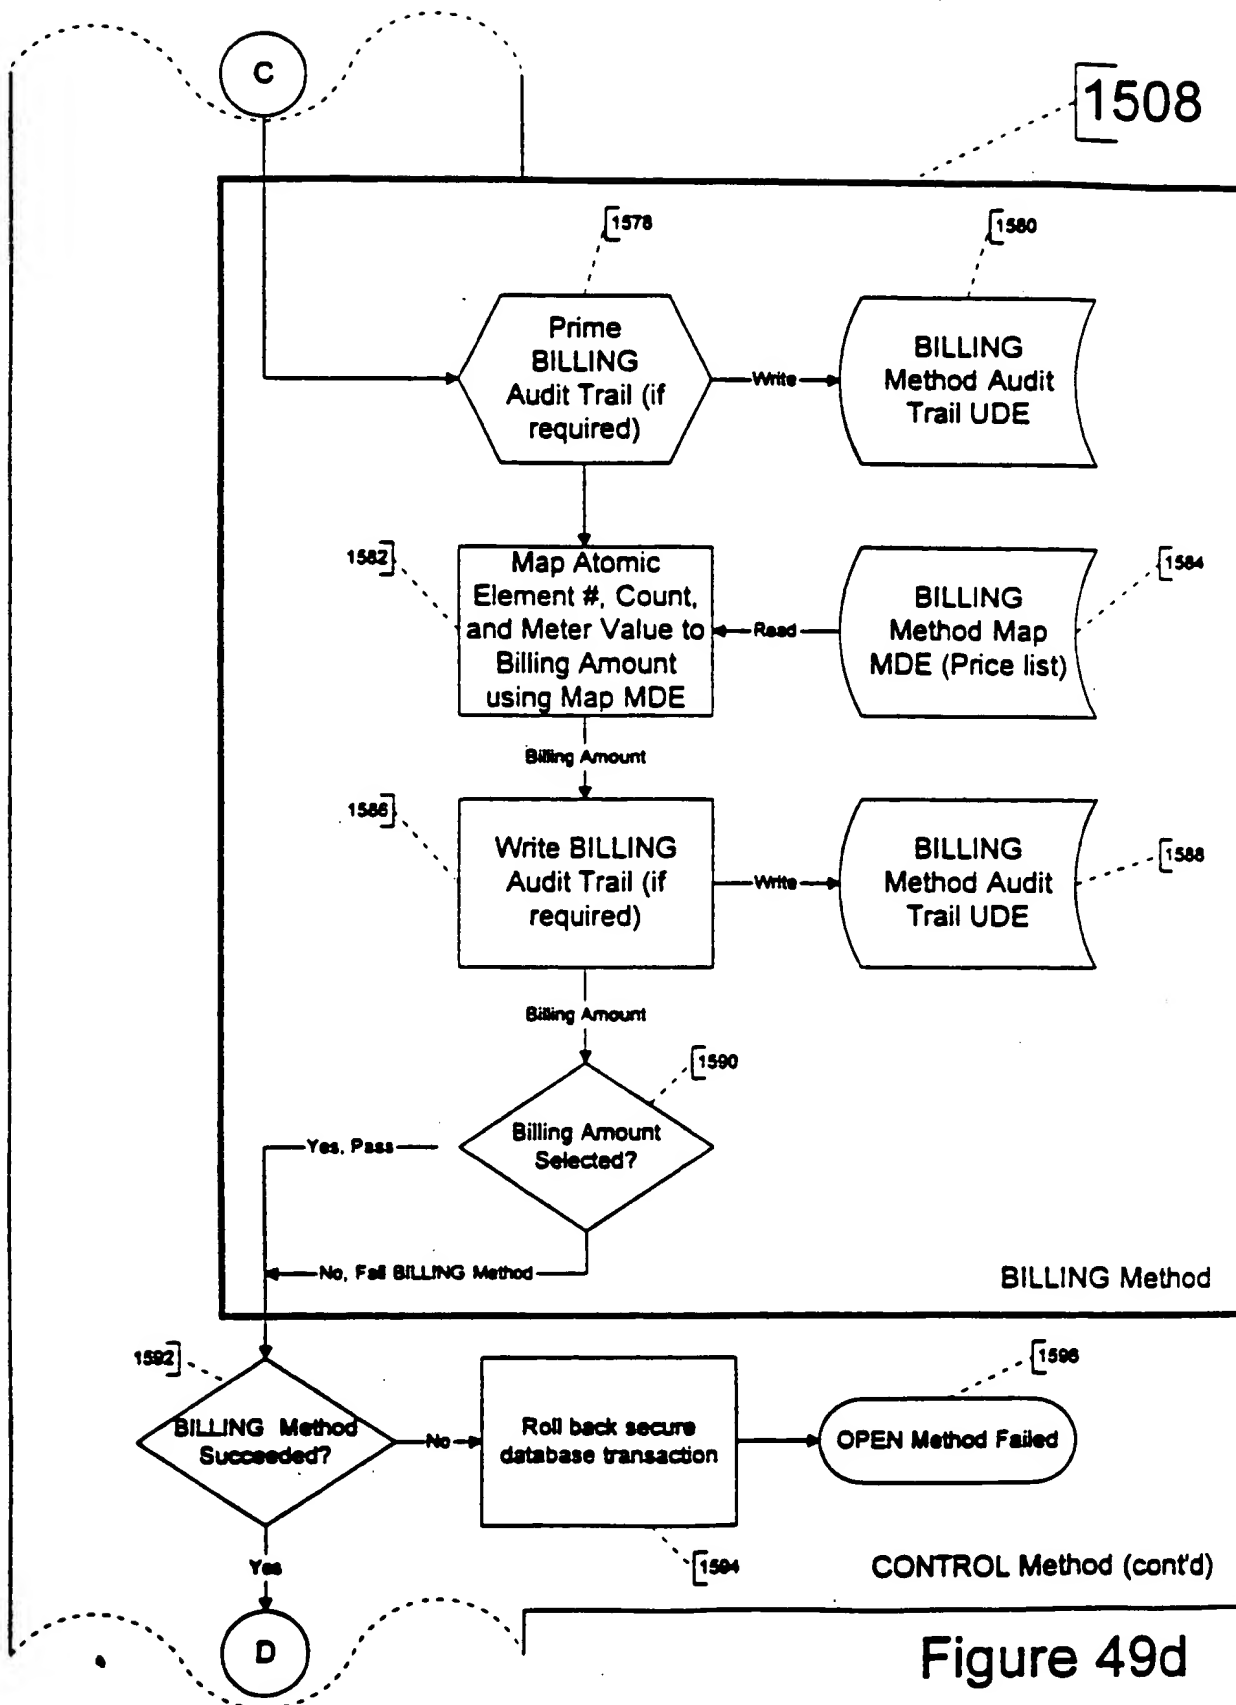 C
1508
1578
1580
Prime
BILLING
Audit Trail (if
required)
Write
BILLING
Method Audit
Trail UDE
1582
Map Atomic
Element #, Count,
and Meter Value to
Billing Amount
using Map MDE
Read
BILLING
Method Map
MDE (Price list)
1584
Billing Amount
1586
Write BILLING
Audit Trail (if
required)
Write
BILLING
Method Audit
Trail UDE
1588
Billing Amount
1590
Billing Amount
Selected?
Yes, Pass
No, Fail BILLING Method
BILLING Method
1592
BILLING Method
Succeeded?
No
Roll back secure
database transaction
1596
OPEN Method Failed
1594
Yes
CONTROL Method (cont'd)
D
Figure 49d